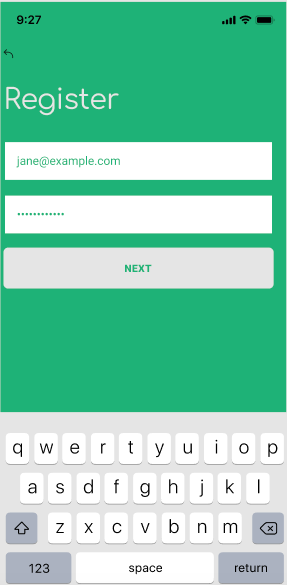 9:27
Register
jane@example.com
••••••••••••
NEXT
q w e r t y u i o p
a s d f g h j k l
z x c v b n m
123 space return